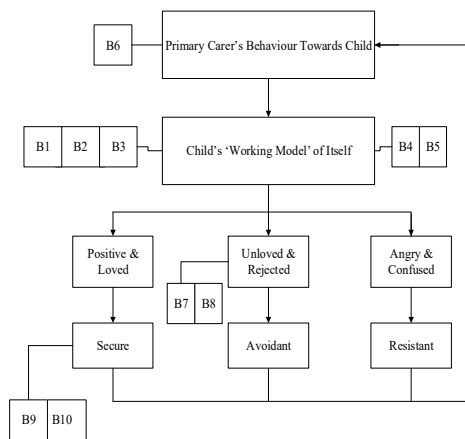 B6
Primary Carer's Behaviour Towards Child
B1 B2 B3
Child's 'Working Model' of Itself
B4 B5
Positive &
Loved
Unloved &
Rejected
Angry &
Confused
B7 B8
Secure
Avoidant
Resistant
B9 B10